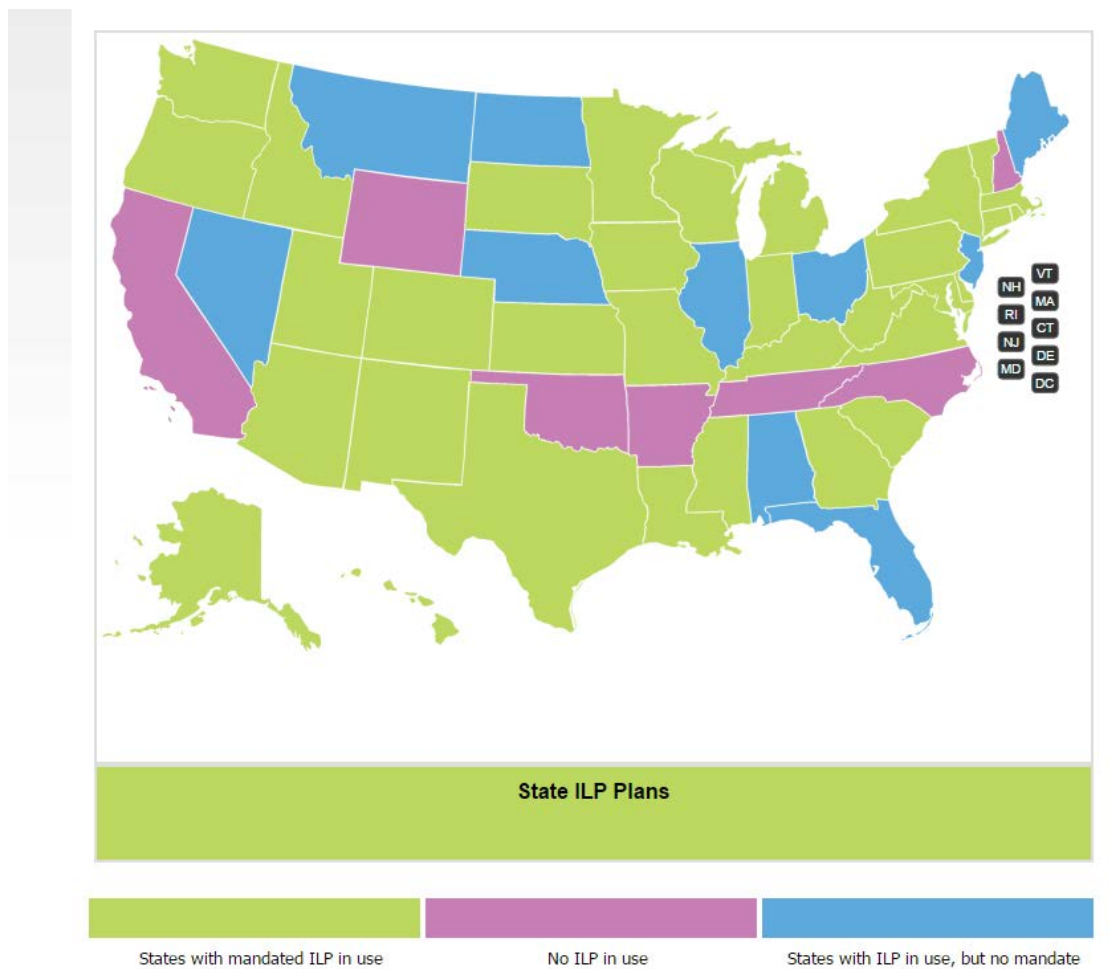 VT
NH
MA
RI
CT
NJ
DE
MD
DC
State ILP Plans
States with mandated ILP in use
No ILP in use
States with ILP in use, but no mandate